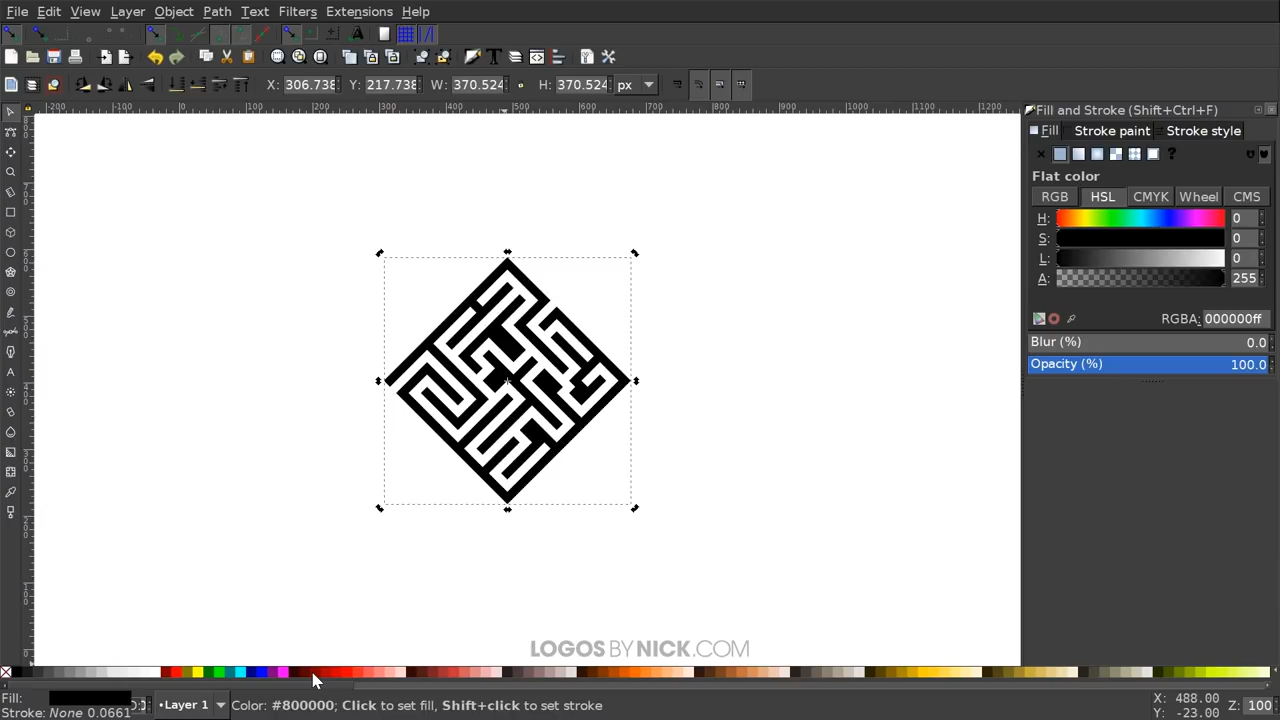 File Edit View Layer Object Path Text Filters Extensions Help
X: 306.738 Y: 217.738 W: 370.524 H: 370.524 px
Fill and Stroke (Shift+Ctrl+F)
Fill Stroke paint Stroke style
Flat color
RGB HSL CMYK Wheel CMS
H: 0
S: 0
L: 0
A: 255
RGBA: 000000ff
Blur (%) 0.0
Opacity (%) 100.0
LOGOS BY NICK.COM
Fill:
Stroke: None 0.0661
Layer 1
Color: #800000; Click to set fill, Shift+click to set stroke
X: 488.00
Y: -23.00
Z: 100